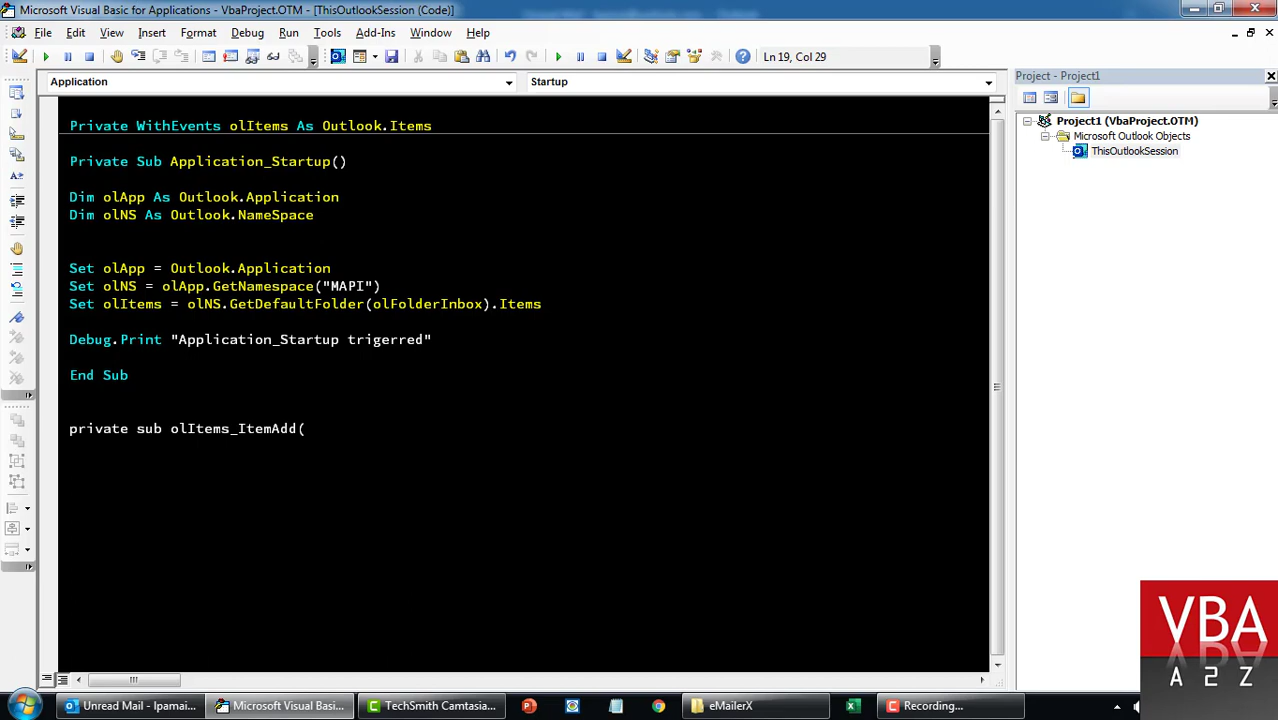 Microsoft Visual Basic for Applications - VbaProject.OTM - [ThisOutlookSession (Code)]
File Edit View Insert Format Debug Run Tools Add-Ins Window Help
Ln 19, Col 29
Application
Startup
Project - Project1
Project1 (VbaProject.OTM)
Microsoft Outlook Objects
ThisOutlookSession
Private WithEvents olItems As Outlook.Items
Private Sub Application_Startup()
Dim olApp As Outlook.Application
Dim olNS As Outlook.NameSpace
Set olApp = Outlook.Application
Set olNS = olApp.GetNamespace("MAPI")
Set olItems = olNS.GetDefaultFolder(olFolderInbox).Items
Debug.Print "Application_Startup trigerred"
End Sub
private sub olItems_ItemAdd(
VBA
A 2 Z
Unread Mail - Ipamai...
Microsoft Visual Basi...
TechSmith Camtasia...
eMailerX
Recording...